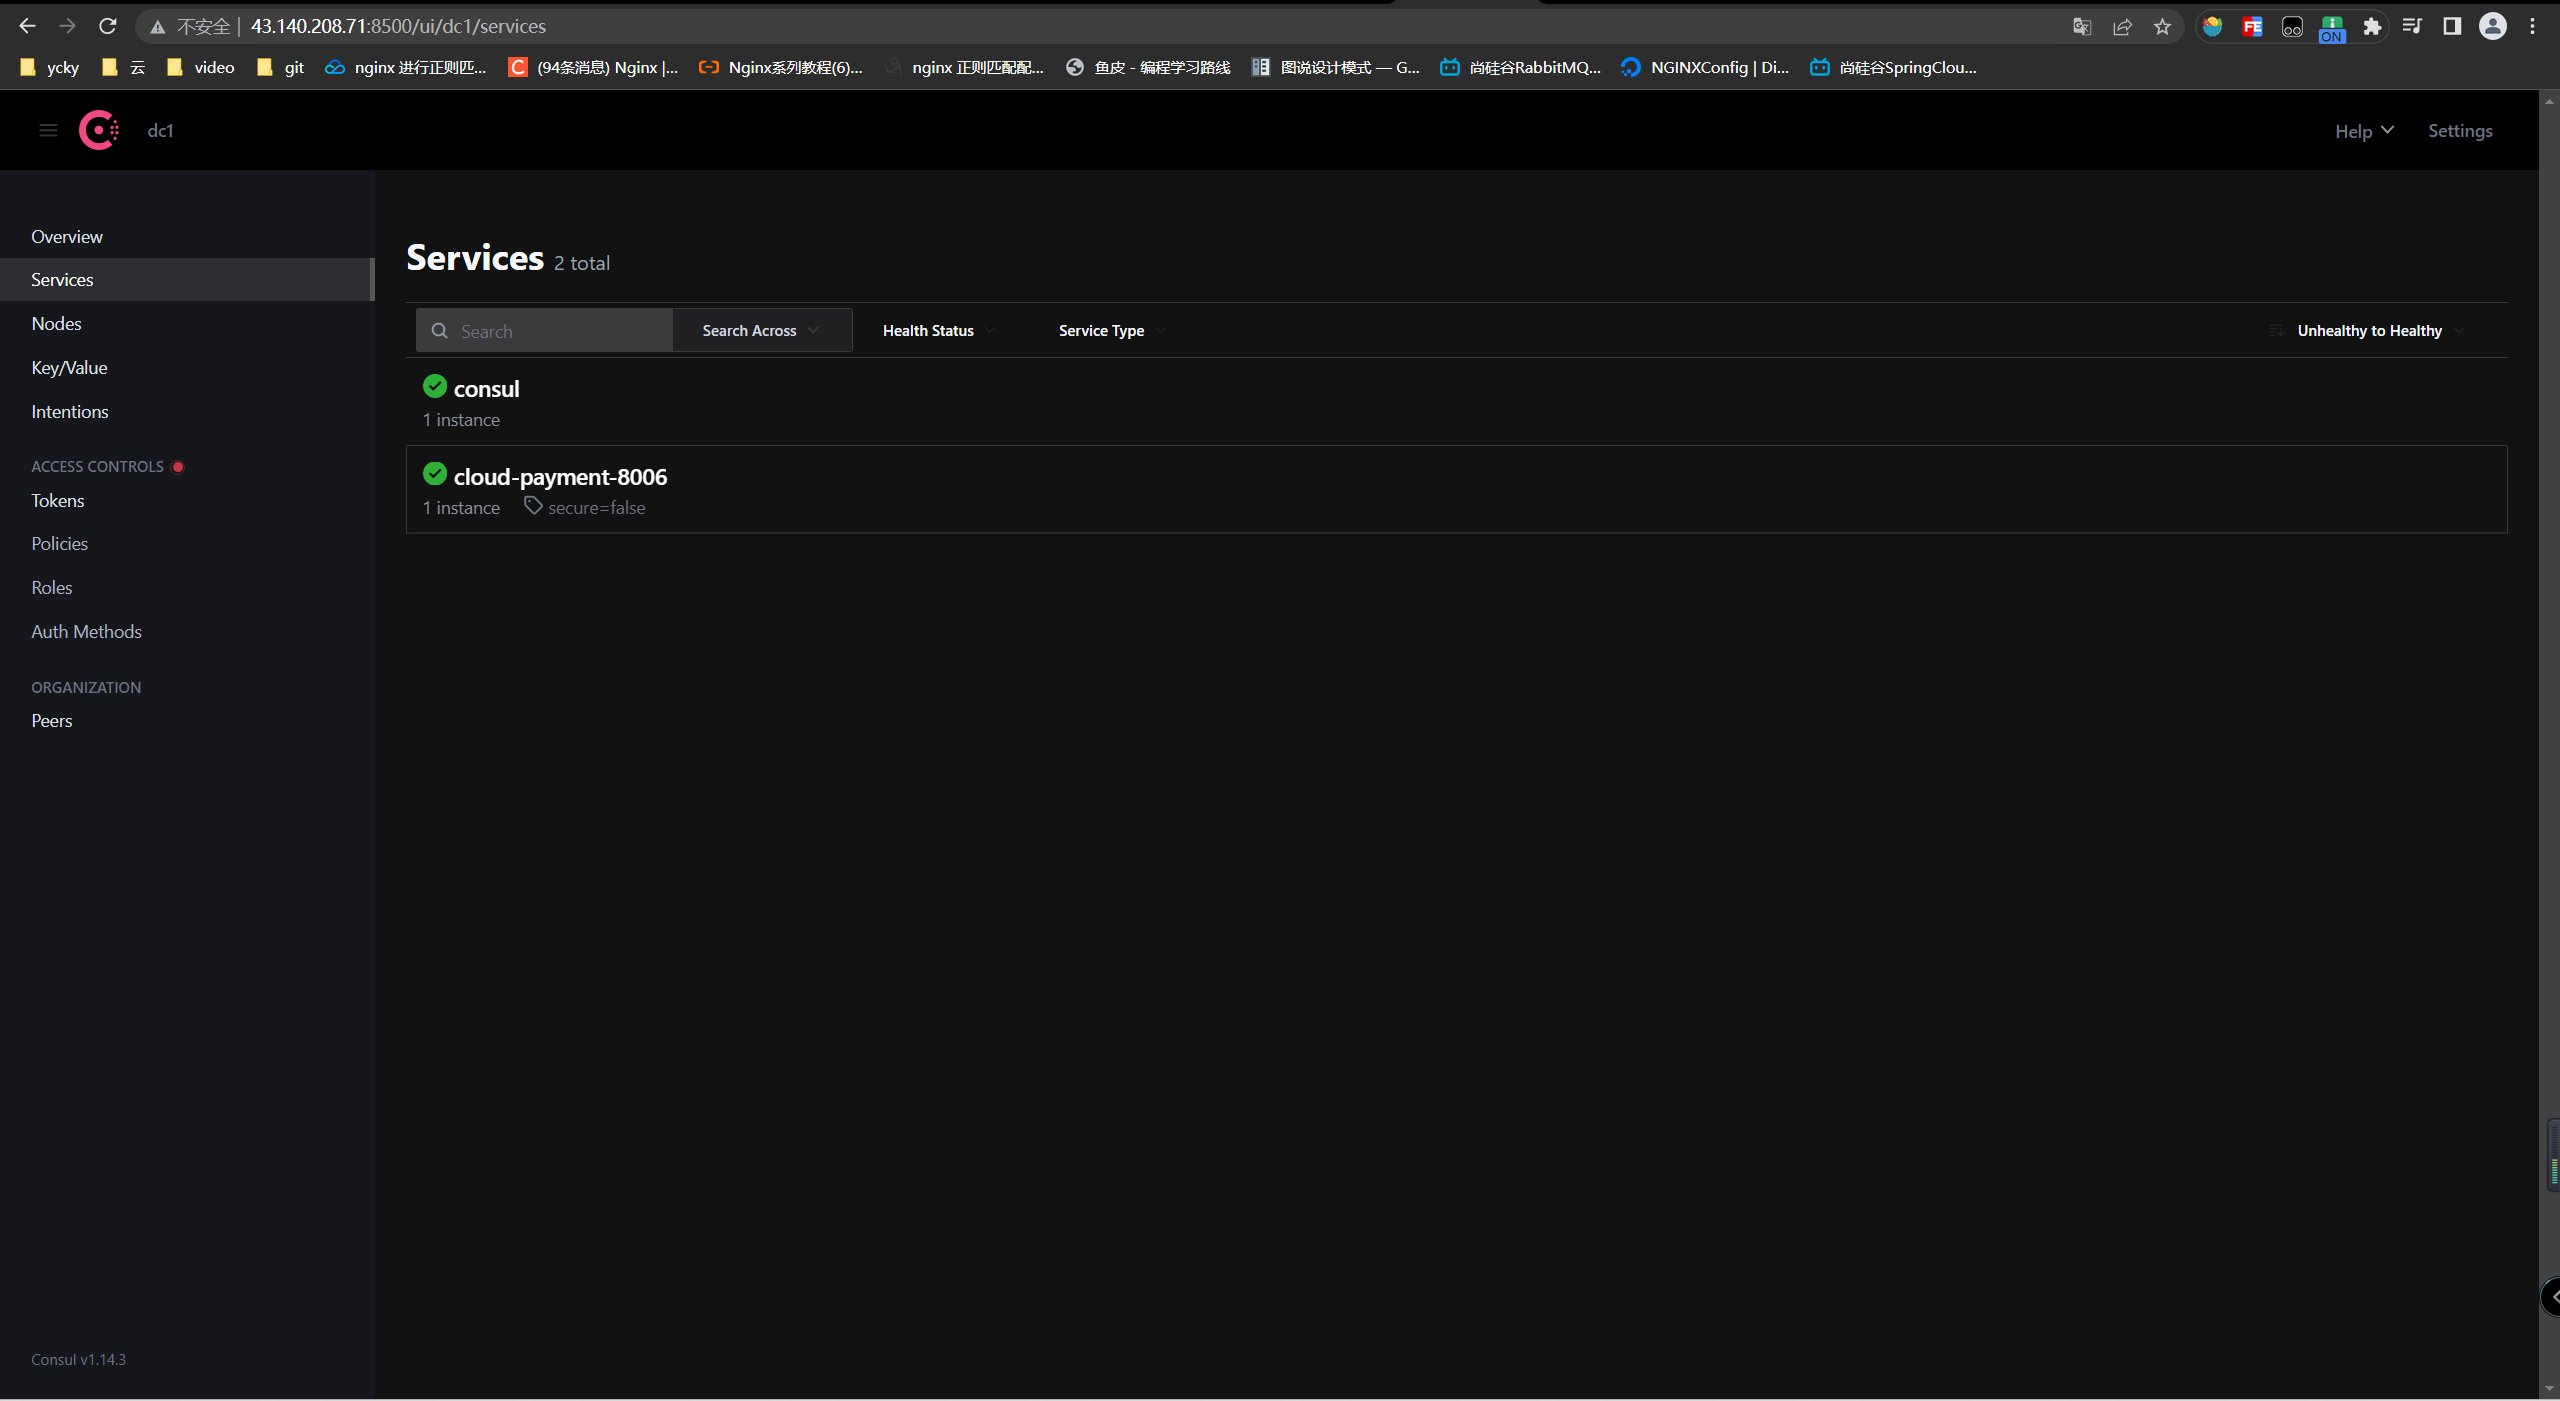 不安全 | 43.140.208.71:8500/ui/dc1/services
ON
ycky 云 video git nginx 进行正则匹... (94条消息) Nginx |... Nginx系列教程(6)... nginx 正则匹配配... 鱼皮 - 编程学习路线 图说设计模式 — G... 尚硅谷RabbitMQ... NGINXConfig | Di... 尚硅谷SpringClou...
dc1
Help
Settings
Overview
Services
Nodes
Key/Value
Intentions
ACCESS CONTROLS
Tokens
Policies
Roles
Auth Methods
ORGANIZATION
Peers
Consul v1.14.3
Services 2 total
Search Search Across Health Status Service Type Unhealthy to Healthy
consul
1 instance
cloud-payment-8006
1 instance secure=false